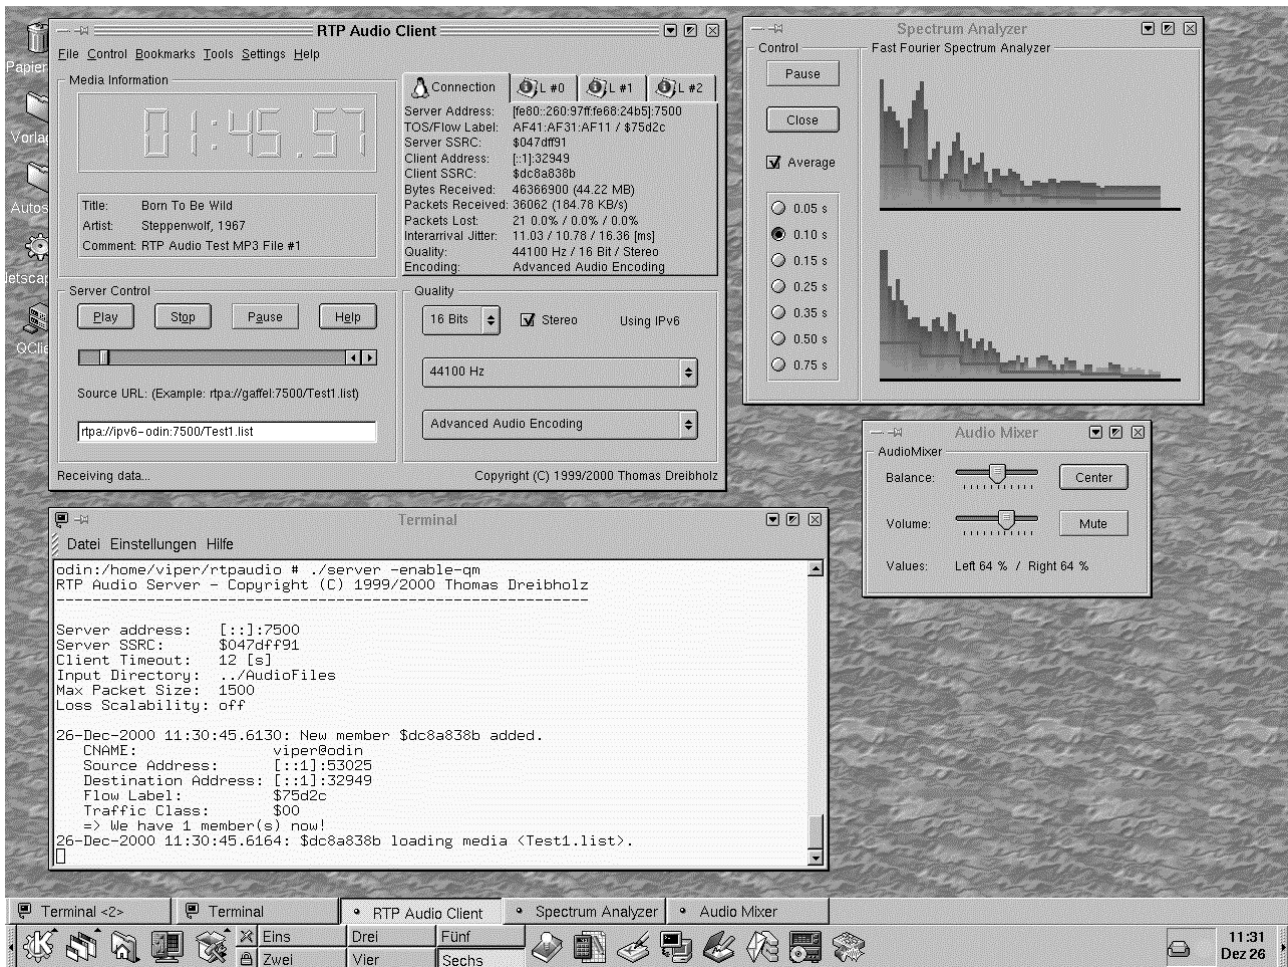 Papier
Vorlag
Autos
Netscap
QClie
RTP Audio Client
File Control Bookmarks Tools Settings Help
Media Information
01:45.57
Title: Born To Be Wild
Artist: Steppenwolf, 1967
Comment: RTP Audio Test MP3 File #1
Connection L #0 L #1 L #2
Server Address: [fe80::260:97ff:fe68:24b5]:7500
TOS/Flow Label: AF41:AF31:AF11 / $75d2c
Server SSRC: $047dff91
Client Address: [::1]:32949
Client SSRC: $dc8a838b
Bytes Received: 46366900 (44.22 MB)
Packets Received: 36062 (184.78 KB/s)
Packets Lost: 21 0.0% / 0.0% / 0.0%
Interarrival Jitter: 11.03 / 10.78 / 16.36 [ms]
Quality: 44100 Hz / 16 Bit / Stereo
Encoding: Advanced Audio Encoding
Server Control
Play Stop Pause Help
Source URL: (Example: rtpa://gaffel:7500/Test1.list)
rtpa://ipv6-odin:7500/Test1.list
Quality
16 Bits Stereo Using IPv6
44100 Hz
Advanced Audio Encoding
Receiving data... Copyright (C) 1999/2000 Thomas Dreibholz
Spectrum Analyzer
Control
Pause
Close
Average
0.05 s
0.10 s
0.15 s
0.25 s
0.35 s
0.50 s
0.75 s
Fast Fourier Spectrum Analyzer
Audio Mixer
AudioMixer
Balance: Center
Volume: Mute
Values: Left 64 % / Right 64 %
Terminal
Datei Einstellungen Hilfe
odin:/home/viper/rtpaudio # ./server -enable-qm
RTP Audio Server - Copyright (C) 1999/2000 Thomas Dreibholz
-------------------------------------------------------------
Server address: [::]:7500
Server SSRC: $047dff91
Client Timeout: 12 [s]
Input Directory: ../AudioFiles
Max Packet Size: 1500
Loss Scalability: off
26-Dec-2000 11:30:45.6130: New member $dc8a838b added.
CNAME: viper@odin
Source Address: [::1]:53025
Destination Address: [::1]:32949
Flow Label: $75d2c
Traffic Class: $00
=> We have 1 member(s) now!
26-Dec-2000 11:30:45.6164: $dc8a838b loading media <Test1.list>.
Terminal <2> Terminal RTP Audio Client Spectrum Analyzer Audio Mixer
Eins Drei Fünf
Zwei Vier Sechs
11:31
Dez 26